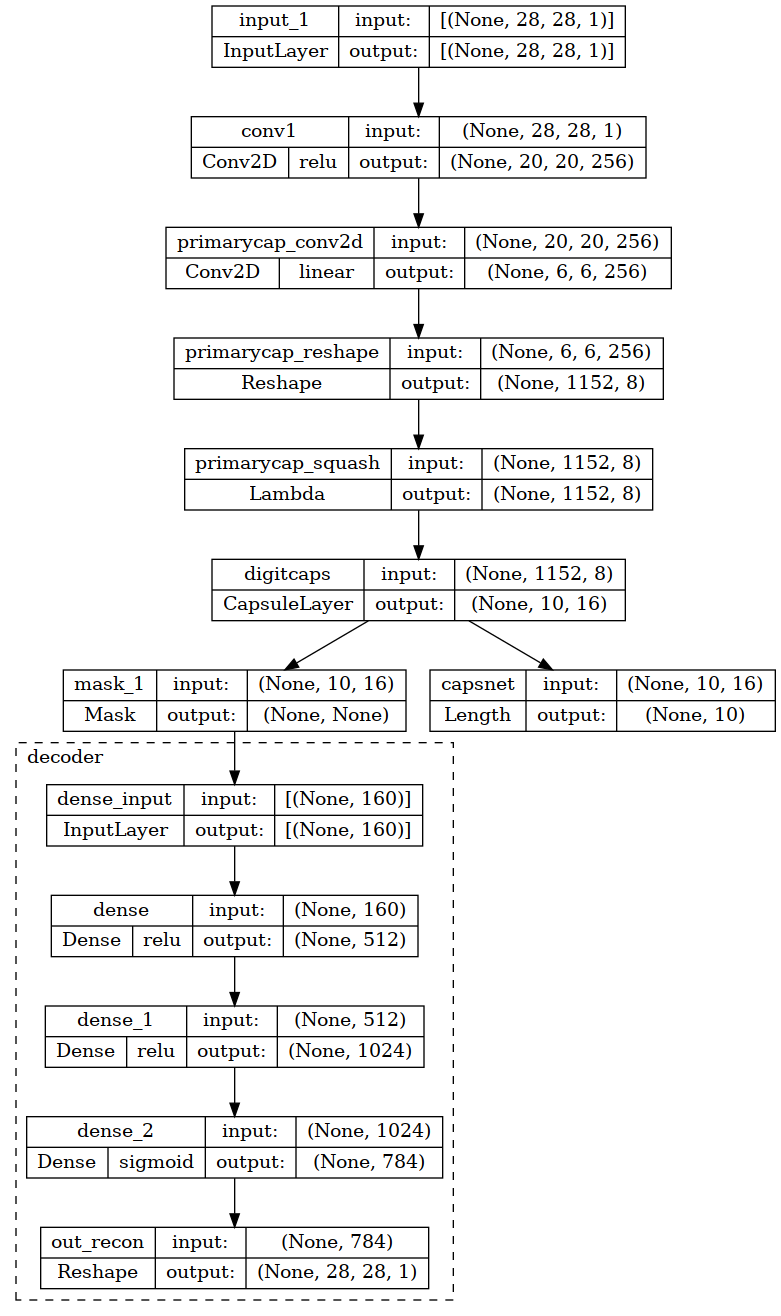 input_1 input: [(None, 28, 28, 1)]
InputLayer output: [(None, 28, 28, 1)]
conv1 input: (None, 28, 28, 1)
Conv2D relu output: (None, 20, 20, 256)
primarycap_conv2d input: (None, 20, 20, 256)
Conv2D linear output: (None, 6, 6, 256)
primarycap_reshape input: (None, 6, 6, 256)
Reshape output: (None, 1152, 8)
primarycap_squash input: (None, 1152, 8)
Lambda output: (None, 1152, 8)
digitcaps input: (None, 1152, 8)
CapsuleLayer output: (None, 10, 16)
mask_1 input: (None, 10, 16)
Mask output: (None, None)
capsnet input: (None, 10, 16)
Length output: (None, 10)
decoder
dense_input input: [(None, 160)]
InputLayer output: [(None, 160)]
dense input: (None, 160)
Dense relu output: (None, 512)
dense_1 input: (None, 512)
Dense relu output: (None, 1024)
dense_2 input: (None, 1024)
Dense sigmoid output: (None, 784)
out_recon input: (None, 784)
Reshape output: (None, 28, 28, 1)